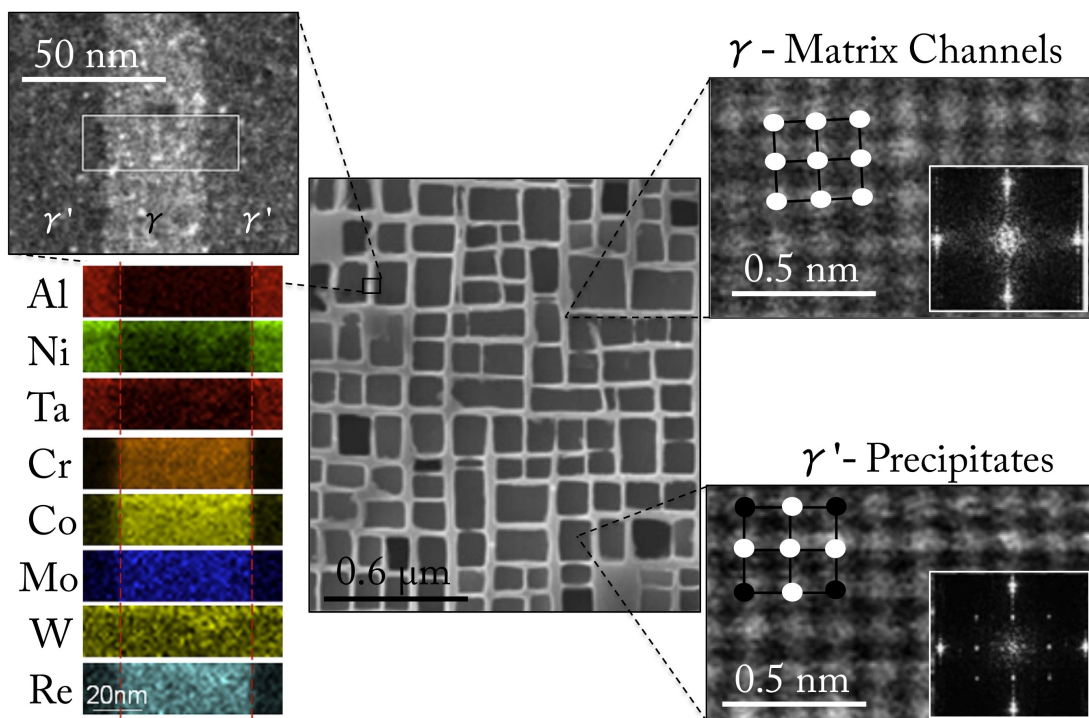 50 nm
γ'
γ
γ'
γ - Matrix Channels
0.5 nm
Al
Ni
Ta
Cr
Co
Mo
W
Re
20nm
0.6 μm
γ'- Precipitates
0.5 nm